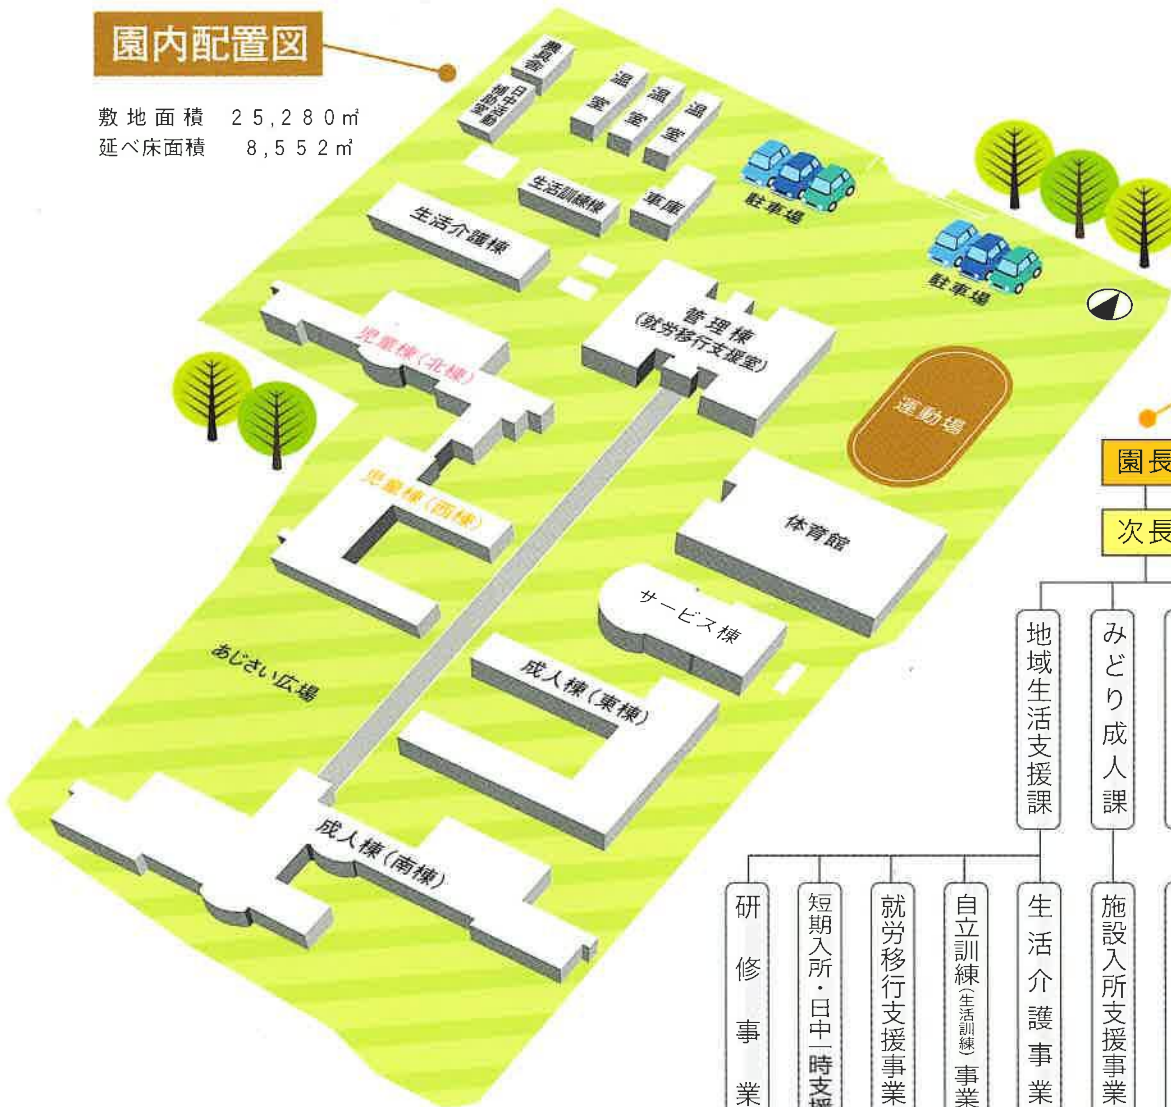 園内配置図
敷地面積 25,280㎡
延べ床面積 8,552㎡
農具舎
日中活動
補助室
温室
温室
温室
生活訓練棟
車庫
駐車場
駐車場
生活介護棟
管理棟
(就労移行支援室)
児童棟(北棟)
運動場
児童棟(西棟)
体育館
サービス棟
あじさい広場
成人棟(東棟)
成人棟(南棟)
園長
次長
地域生活支援課
みどり成人課
研修事業
短期入所・日中一時支援
就労移行支援事業
自立訓練(生活訓練)事業
生活介護事業
施設入所支援事業